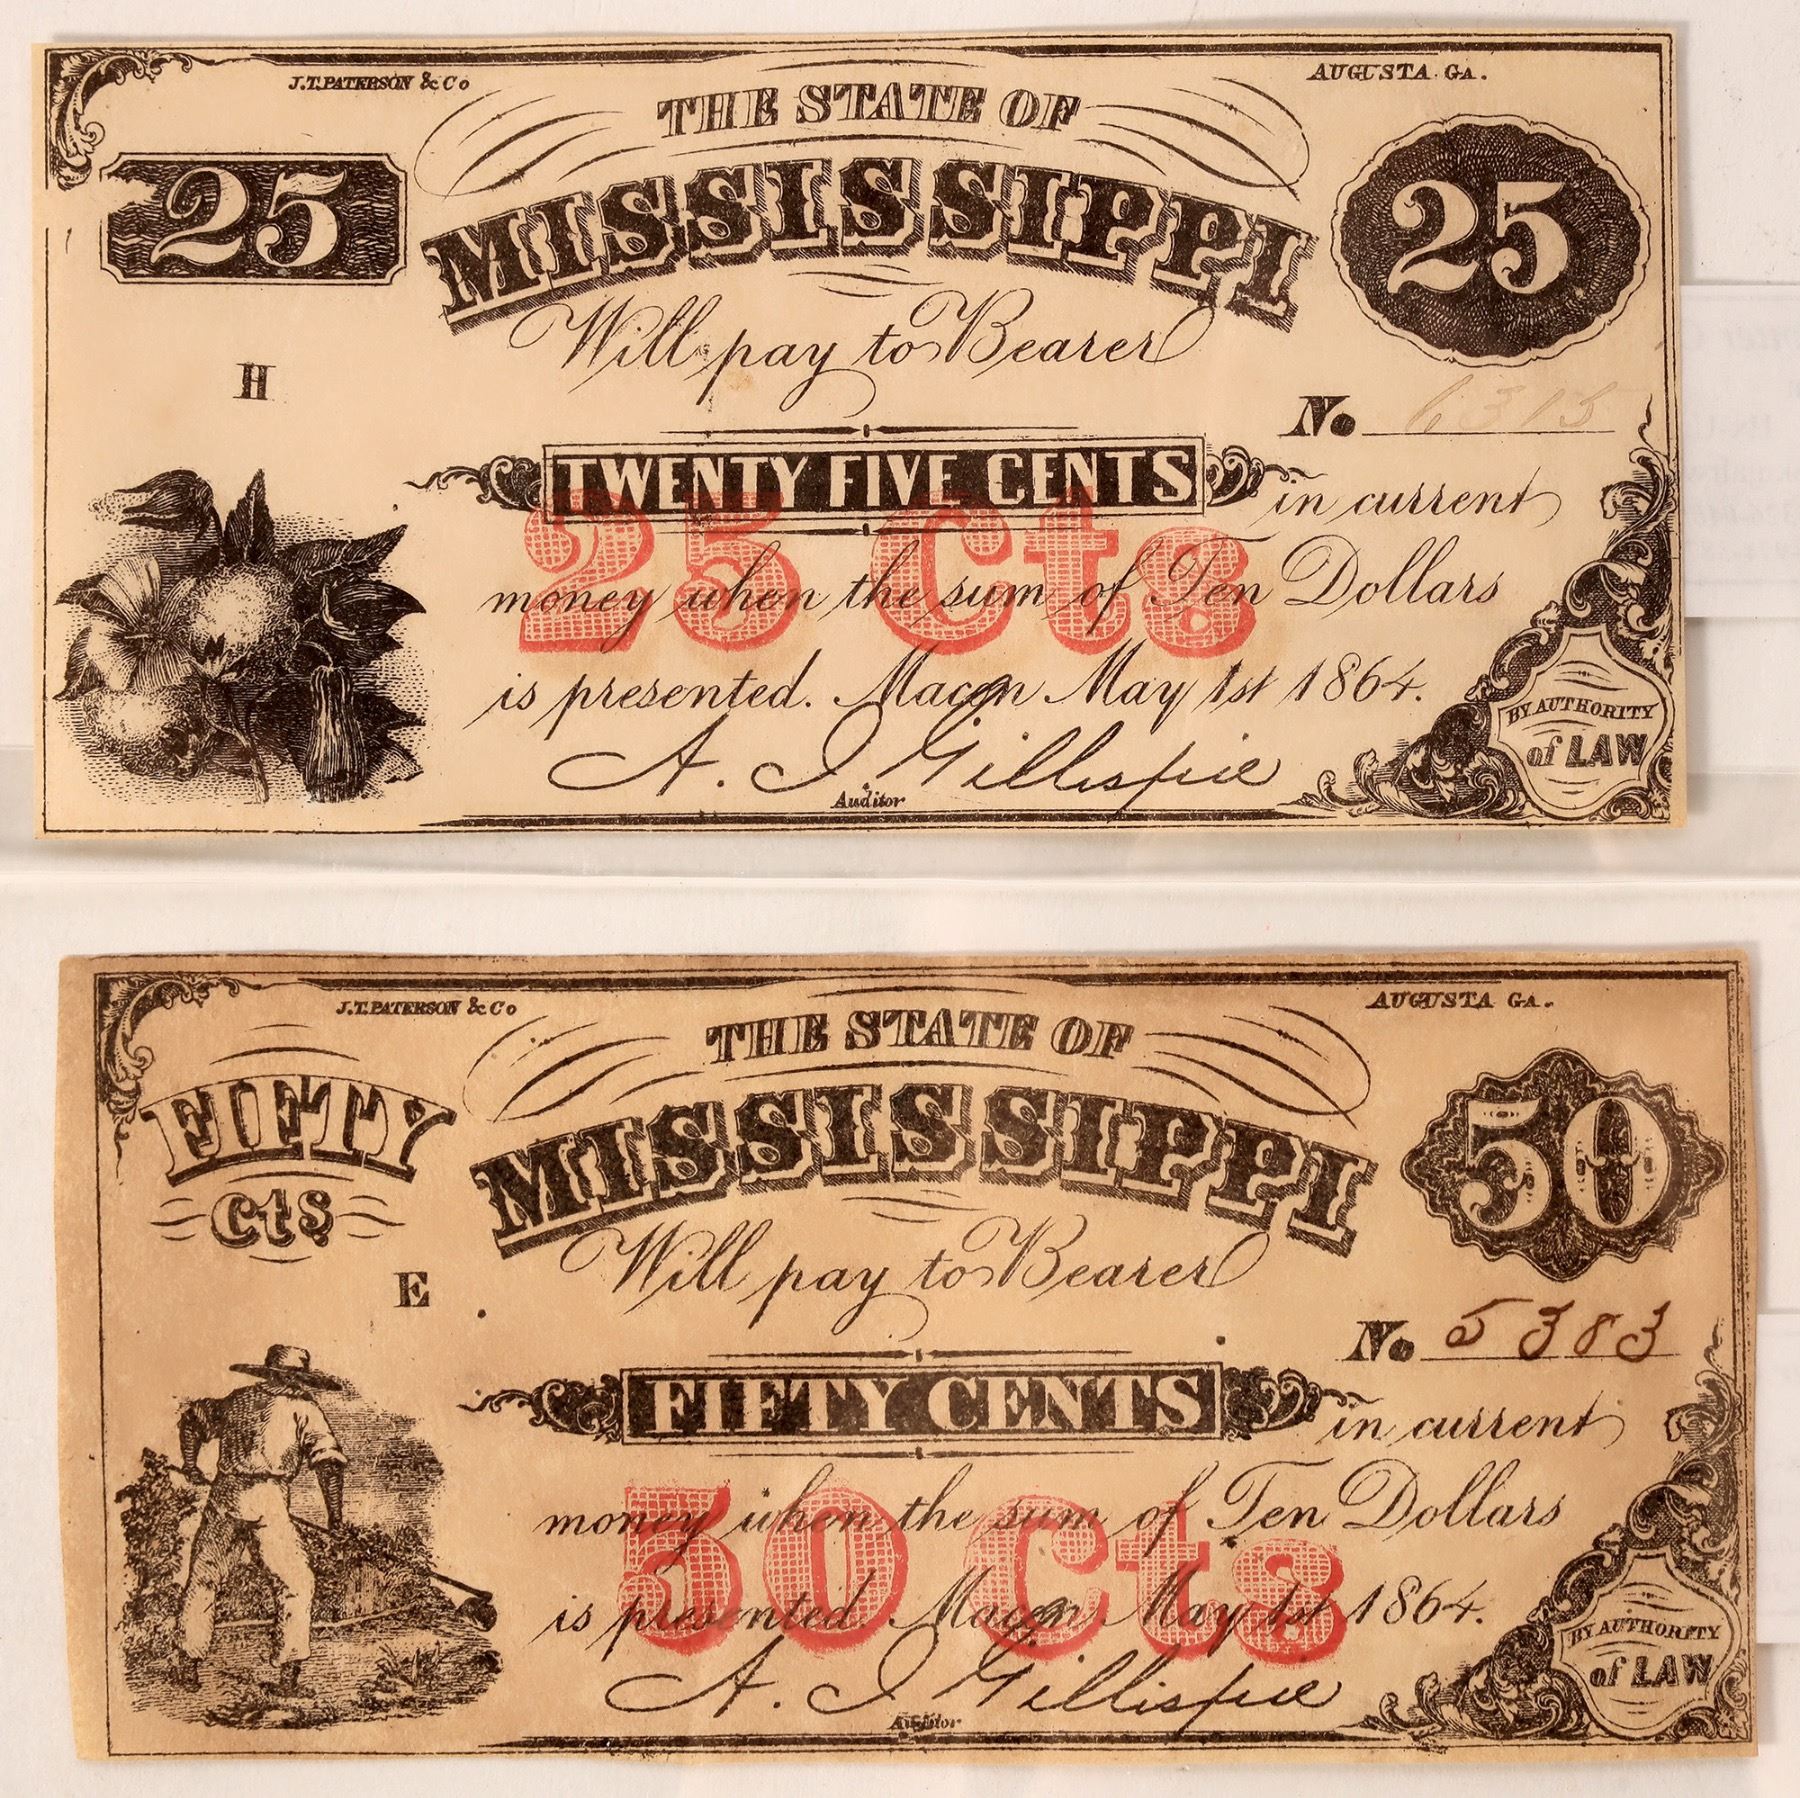 J.T. PATERSON & Co
AUGUSTA. GA.
THE STATE OF
MISSISSIPPI
25
25
Will pay to Bearer
H
No 6313
TWENTY FIVE CENTS in current
25 Cts
money when the sum of Ten Dollars
is presented. Macon May 1st 1864.
BY AUTHORITY
of LAW
A. J. Gillespie
Auditor
J.T. PATERSON & Co
AUGUSTA GA.
THE STATE OF
MISSISSIPPI
FIFTY
cts
50
Will pay to Bearer
E
No 5383
FIFTY CENTS in current
money when the sum of Ten Dollars
50 Cts
is presented. Macon May 1st 1864.
BY AUTHORITY
of LAW
A. J. Gillespie
Auditor